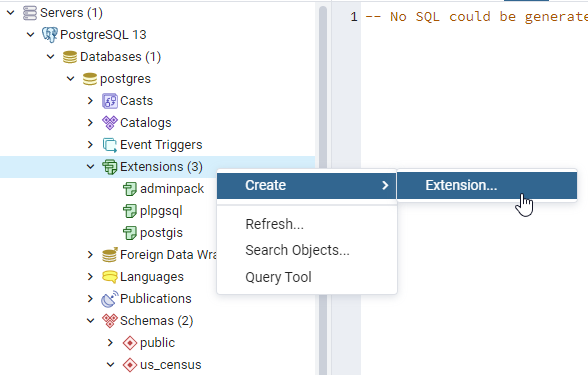 Servers (1)
PostgreSQL 13
Databases (1)
postgres
Casts
Catalogs
Event Triggers
Extensions (3)
adminpack
plpgsql
postgis
Foreign Data Wra
Languages
Publications
Schemas (2)
public
us_census
Create
Refresh...
Search Objects...
Query Tool
Extension...
1 -- No SQL could be generate